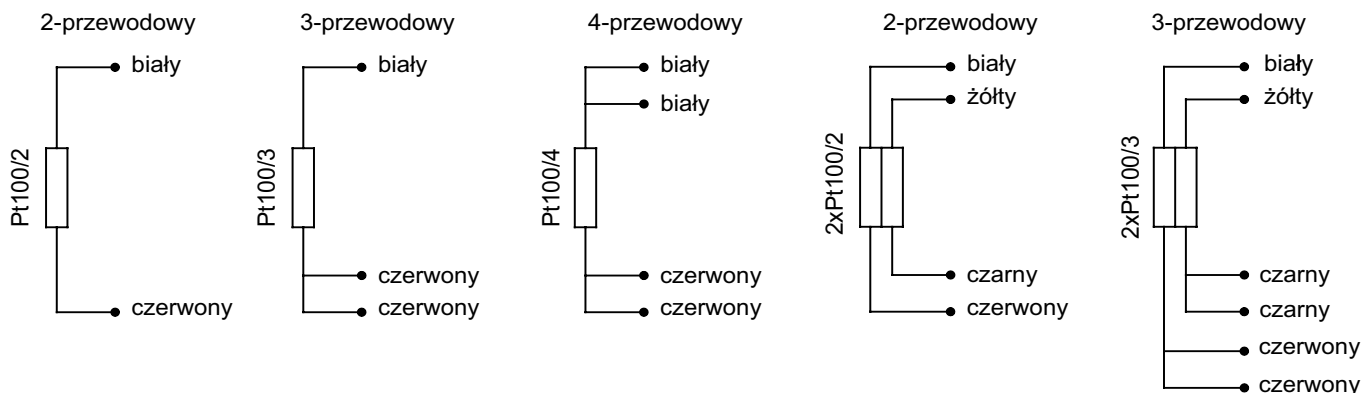 2-przewodowy
biały
Pt100/2
czerwony
3-przewodowy
biały
Pt100/3
czerwony
czerwony
4-przewodowy
biały
biały
Pt100/4
czerwony
czerwony
2-przewodowy
biały
żółty
2xPt100/2
czarny
czerwony
3-przewodowy
biały
żółty
2xPt100/3
czarny
czarny
czerwony
czerwony